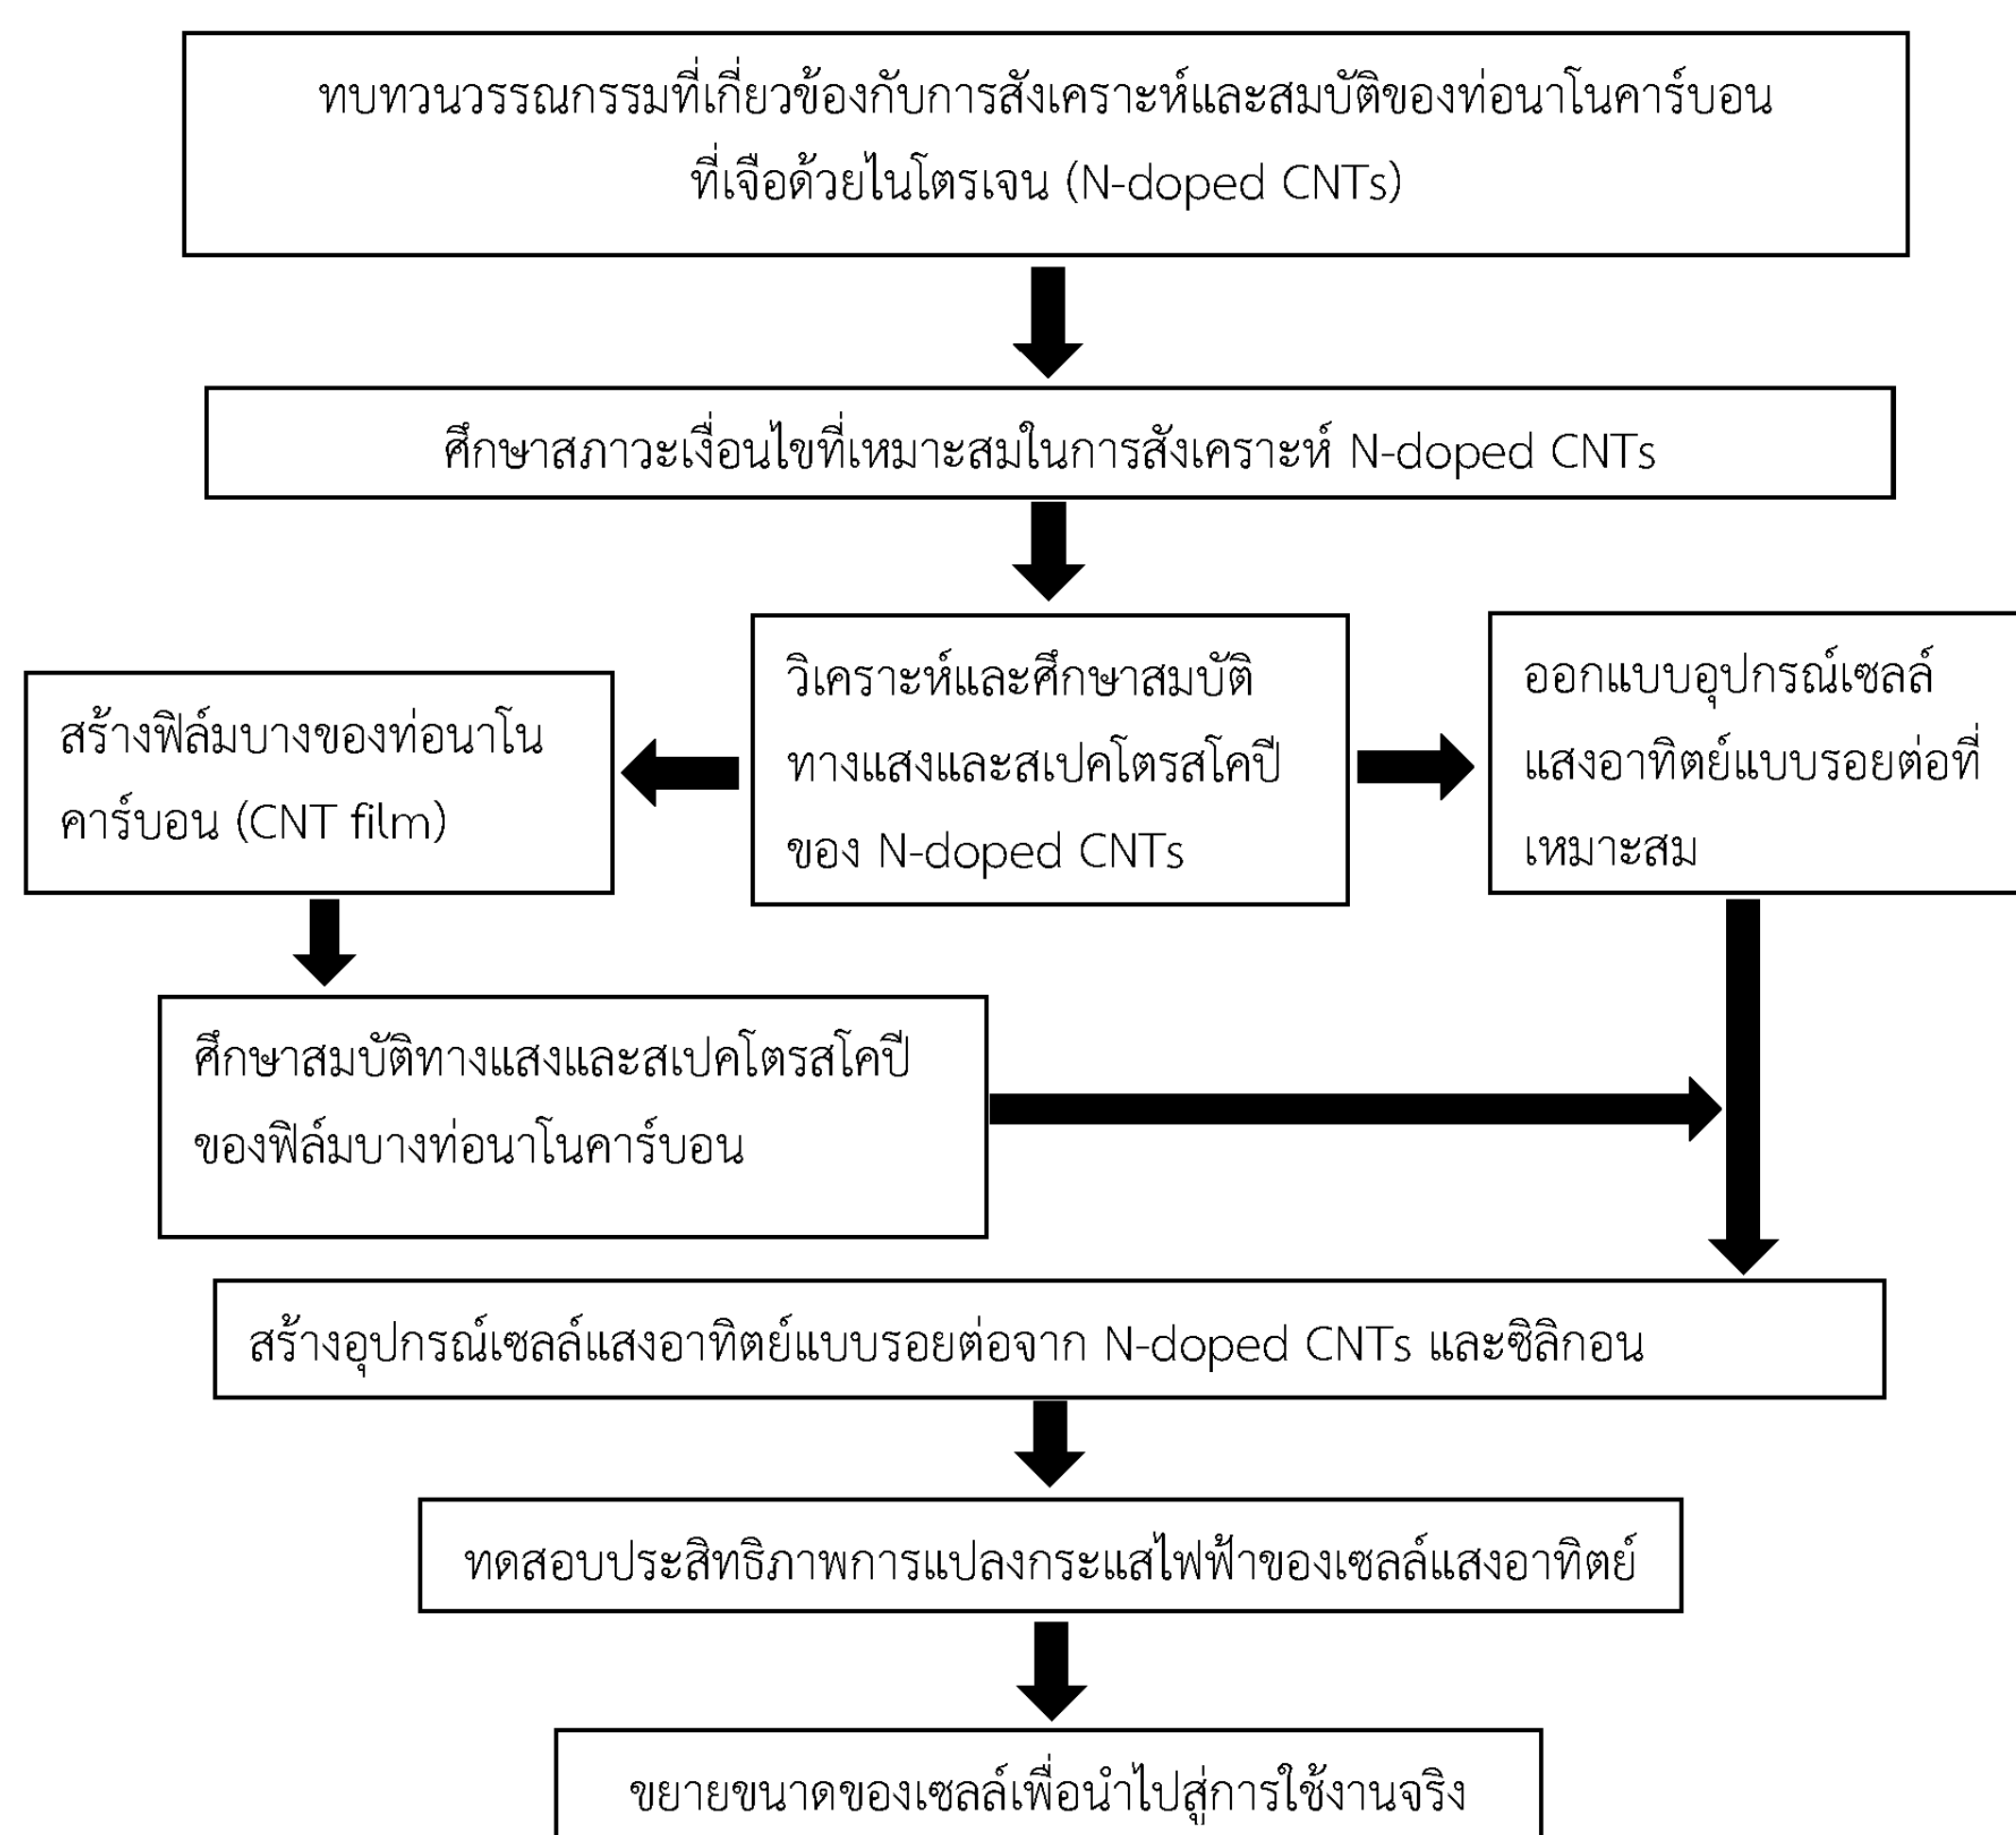 ทบทวนวรรณกรรมที่เกี่ยวข้องกับการสังเคราะห์และสมบัติของท่อนาโนคาร์บอน
ที่เจือด้วยไนโตรเจน (N-doped CNTs)
ศึกษาสภาวะเงื่อนไขที่เหมาะสมในการสังเคราะห์ N-doped CNTs
สร้างฟิล์มบางของท่อนาโน
คาร์บอน (CNT film)
วิเคราะห์และศึกษาสมบัติ
ทางแสงและสเปคโตรสโคปี
ของ N-doped CNTs
ออกแบบอุปกรณ์เซลล์
แสงอาทิตย์แบบรอยต่อที่
เหมาะสม
ศึกษาสมบัติทางแสงและสเปคโตรสโคปี
ของฟิล์มบางท่อนาโนคาร์บอน
สร้างอุปกรณ์เซลล์แสงอาทิตย์แบบรอยต่อจาก N-doped CNTs และซิลิกอน
ทดสอบประสิทธิภาพการแปลงกระแสไฟฟ้าของเซลล์แสงอาทิตย์
ขยายขนาดของเซลล์เพื่อนำไปสู่การใช้งานจริง